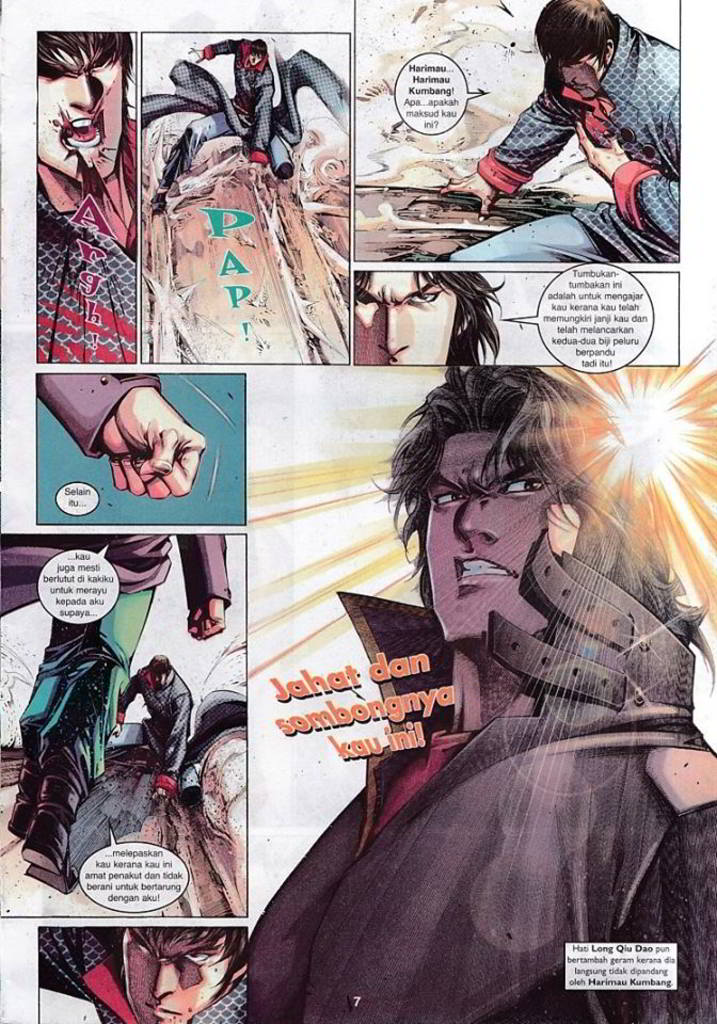 Argh!
PAP!
Harimau...
Harimau
Kumbang!
Apa...apakah
maksud kau
ini?
Tumbukan-
tumbakan ini
adalah untuk mengajar
kau kerana kau telah
memungkiri janji kau dan
telah melancarkan
kedua-dua biji peluru
berpandu
tadi itu!
Selain
itu...
...kau
juga mesti
berlutut di kakiku
untuk merayu
kepada aku
supaya...
...melepaskan
kau kerana kau ini
amat penakut dan tidak
berani untuk bertarung
dengan aku!
Jahat dan
sombongnya
kau ini!
Hati Long Qiu Dao pun
bertambah geram kerana dia
langsung tidak dipandang
oleh Harimau Kumbang.
7